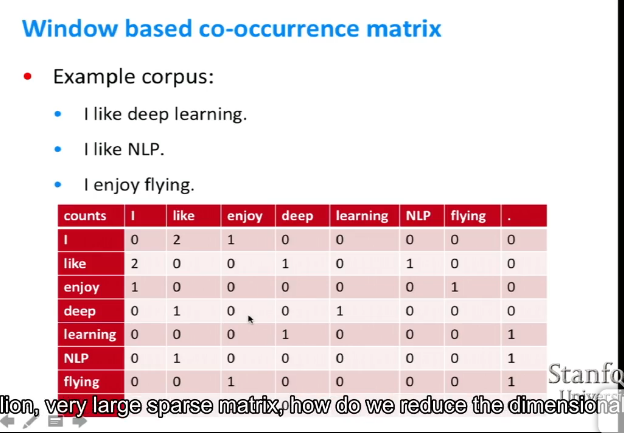 Window based co-occurrence matrix
• Example corpus:
• I like deep learning.
• I like NLP.
• I enjoy flying.
counts I like enjoy deep learning NLP flying .
I 0 2 1 0 0 0 0 0
like 2 0 0 1 0 1 0 0
enjoy 1 0 0 0 0 0 1 0
deep 0 1 0 0 1 0 0 0
learning 0 0 0 1 0 0 0 1
NLP 0 1 0 0 0 0 0 1
flying 0 0 1 0 0 0 0 1
Stanfo
lion, very large sparse matrix, how do we reduce the dimensional